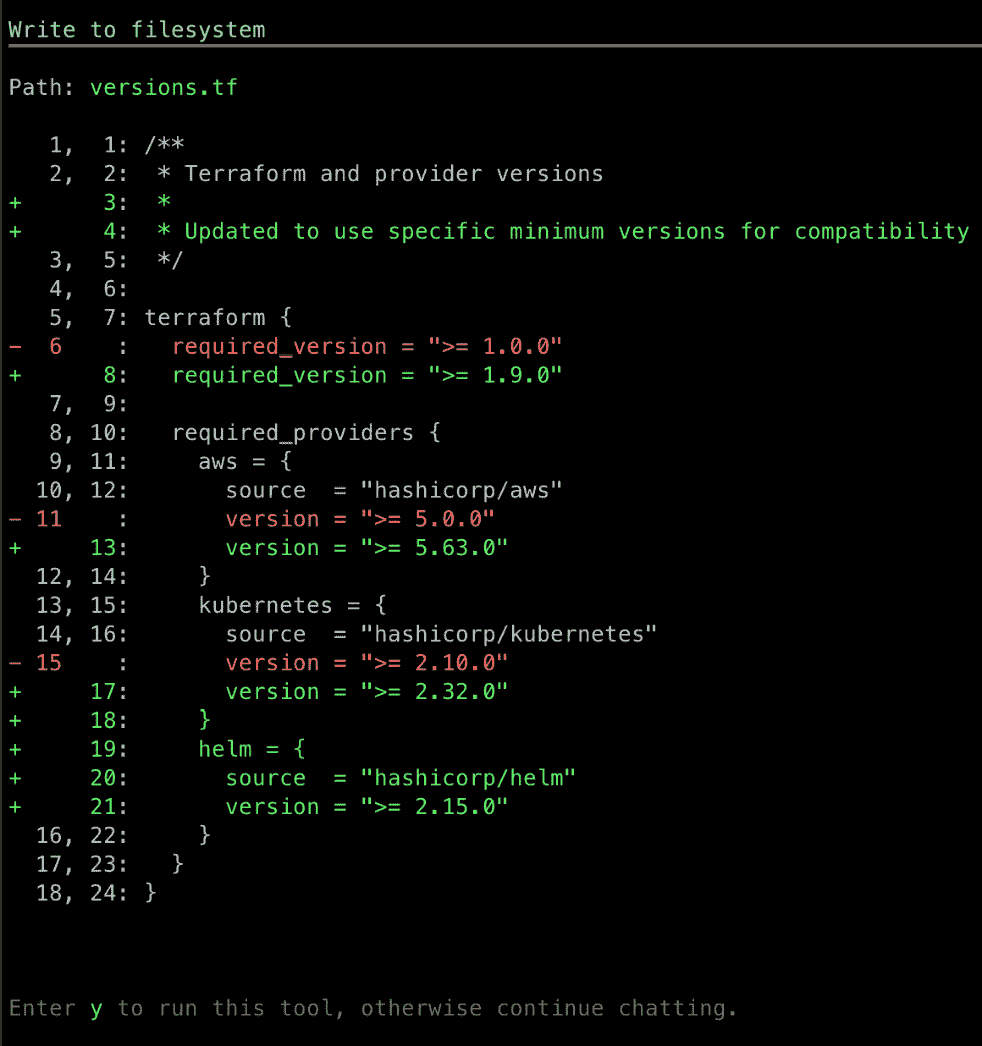 Write to filesystem
Path: versions.tf
   1,  1: /**
   2,  2:  * Terraform and provider versions
+      3:  *
+      4:  * Updated to use specific minimum versions for compatibility
   3,  5:  */
   4,  6:
   5,  7: terraform {
-  6    :   required_version = ">= 1.0.0"
+      8:   required_version = ">= 1.9.0"
   7,  9:
   8, 10:   required_providers {
   9, 11:     aws = {
  10, 12:       source  = "hashicorp/aws"
- 11    :       version = ">= 5.0.0"
+     13:       version = ">= 5.63.0"
  12, 14:     }
  13, 15:     kubernetes = {
  14, 16:       source  = "hashicorp/kubernetes"
- 15    :       version = ">= 2.10.0"
+     17:       version = ">= 2.32.0"
+     18:     }
+     19:     helm = {
+     20:       source  = "hashicorp/helm"
+     21:       version = ">= 2.15.0"
  16, 22:     }
  17, 23:   }
  18, 24: }
Enter y to run this tool, otherwise continue chatting.